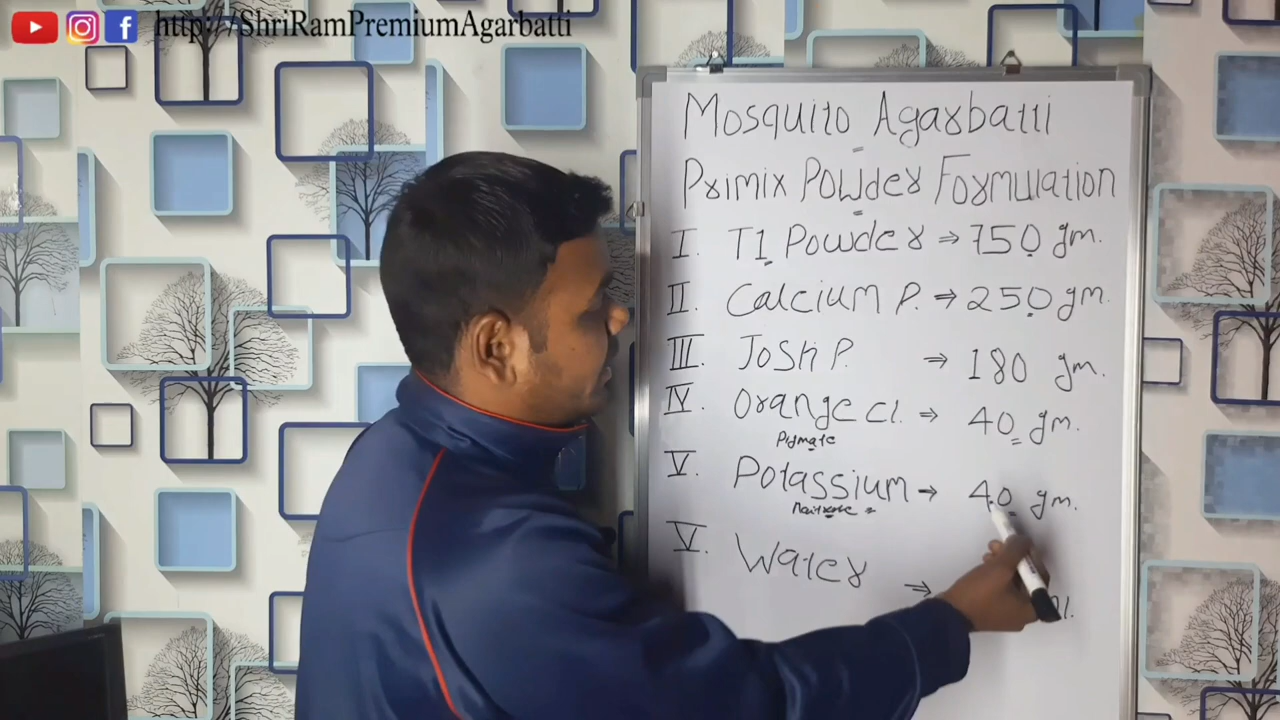 http://ShriRamPremiumAgarbatti
Mosquito Agarbatti
Primix Powder Formulation
I. T1 Powder ⇒ 750 gm.
II. Calcium P. ⇒ 250 gm.
III. Josh P. ⇒ 180 gm.
IV. Orange Cl. ⇒ 40 gm.
Pigmate
V. Potassium → 40 gm.
V. Water ⇒